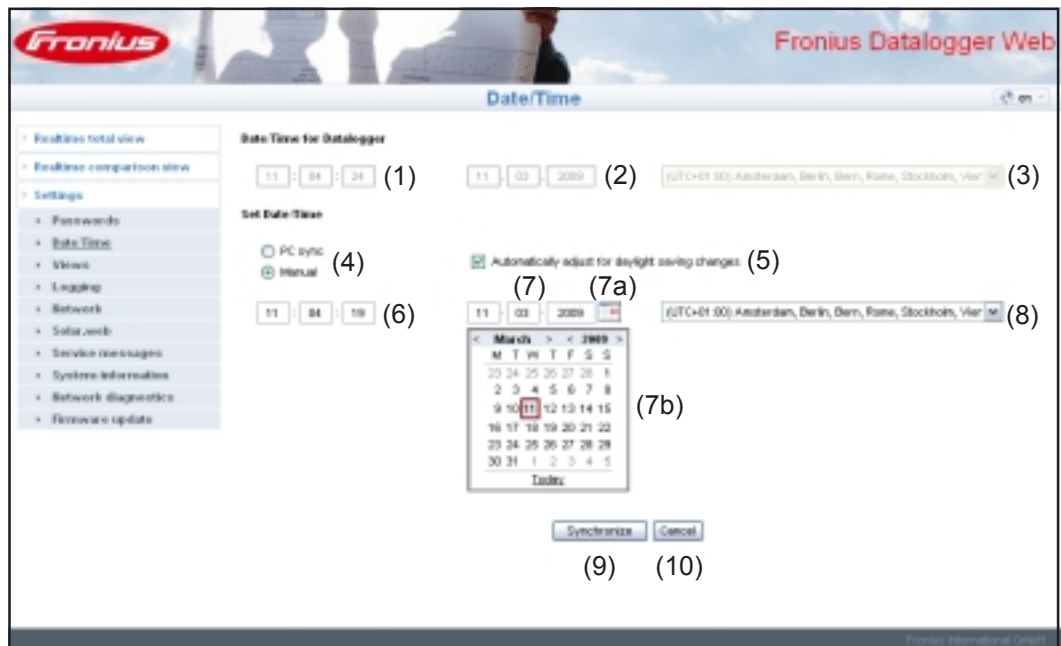 Fronius
Fronius Datalogger Web
Date/Time
en
Realtime total view
Realtime comparison view
Settings
Passwords
Date/Time
Views
Logging
Network
Solar.web
Service messages
System information
Network diagnostics
Firmware update
Date/Time for Datalogger
11 : 04 : 24 (1)
11 . 03 . 2009 (2)
(UTC+01:00) Amsterdam, Berlin, Bern, Rome, Stockholm, Vier (3)
Set Date/Time
PC sync
Manual
(4)
Automatically adjust for daylight saving changes (5)
11 : 04 : 19 (6)
(7) (7a)
11 . 03 . 2009
(UTC+01:00) Amsterdam, Berlin, Bern, Rome, Stockholm, Vier (8)
< March > < 2009 >
M T W T F S S
23 24 25 26 27 28 1
2 3 4 5 6 7 8
9 10 11 12 13 14 15
16 17 18 19 20 21 22
23 24 25 26 27 28 29
30 31 1 2 3 4 5
Today
(7b)
Synchronize Cancel
(9) (10)
Fronius International GmbH